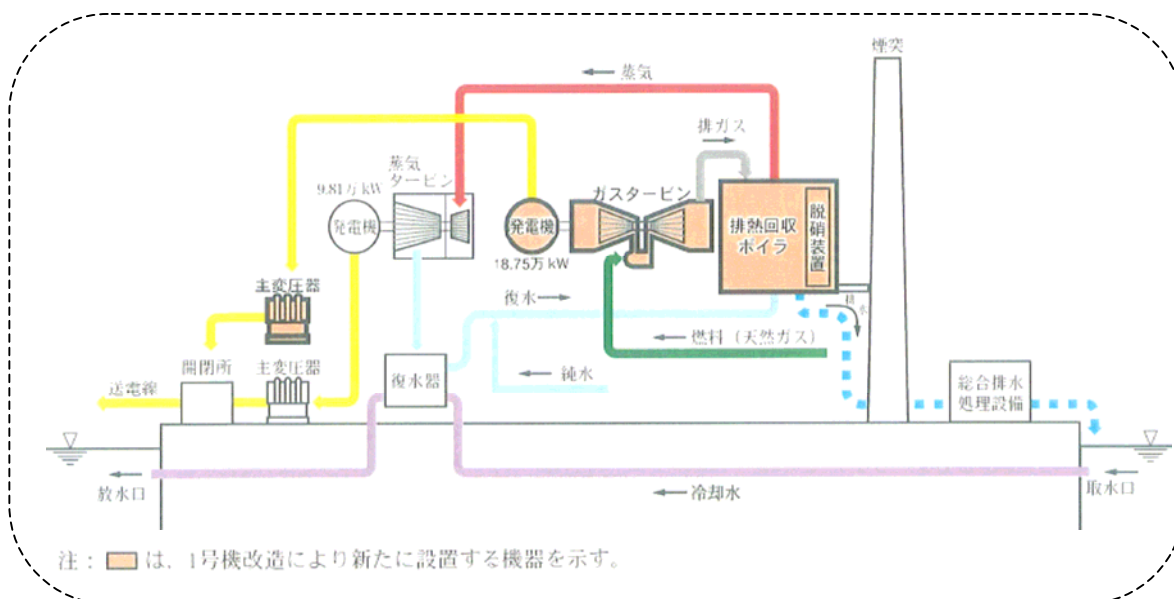 煙突
蒸気
排ガス
蒸気
タービン
9.81万kW
ガスタービン
発電機
発電機
18.75万kW
排熱回収
ボイラ
脱硝装置
主変圧器
復水
排水
燃料（天然ガス）
開閉所
主変圧器
復水器
純水
送電線
総合排水
処理設備
放水口
冷却水
取水口
注： は、1号機改造により新たに設置する機器を示す。